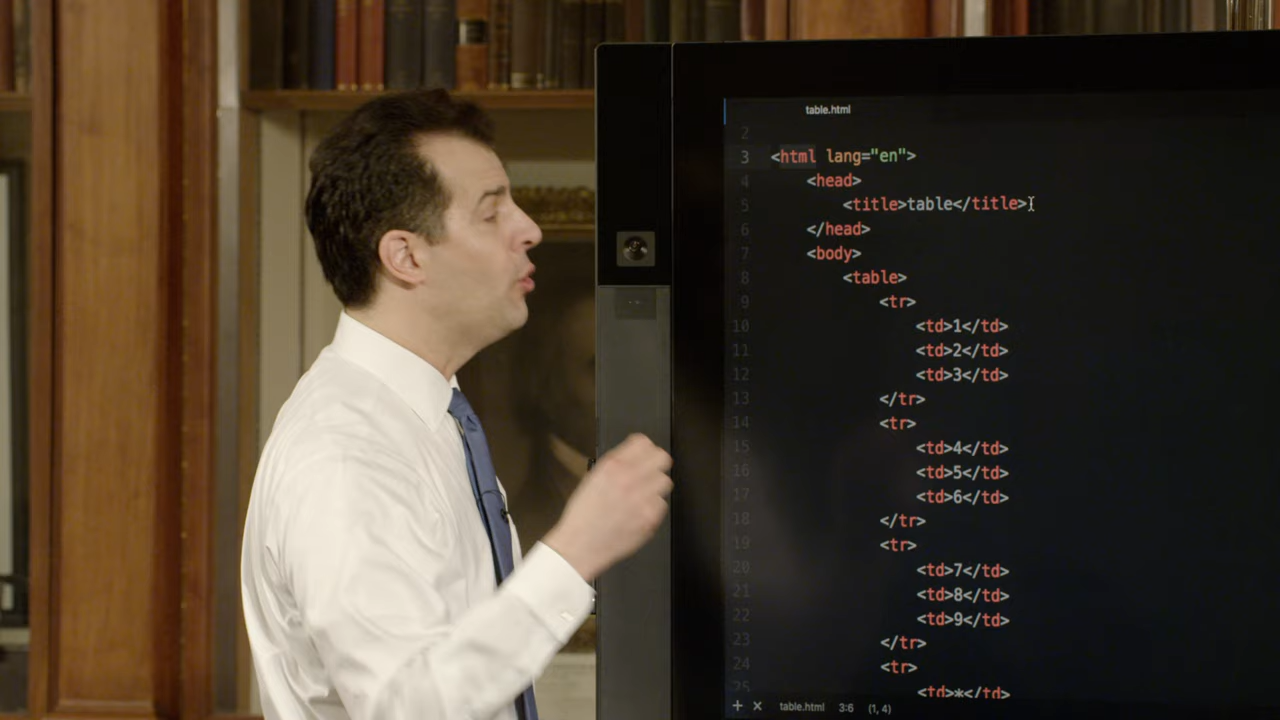 table.html
2
3 <html lang="en">
4 <head>
5 <title>table</title>
6 </head>
7 <body>
8 <table>
9 <tr>
10 <td>1</td>
11 <td>2</td>
12 <td>3</td>
13 </tr>
14 <tr>
15 <td>4</td>
16 <td>5</td>
17 <td>6</td>
18 </tr>
19 <tr>
20 <td>7</td>
21 <td>8</td>
22 <td>9</td>
23 </tr>
24 <tr>
25 <td>*</td>
+ × table.html 3:6 (1, 4)